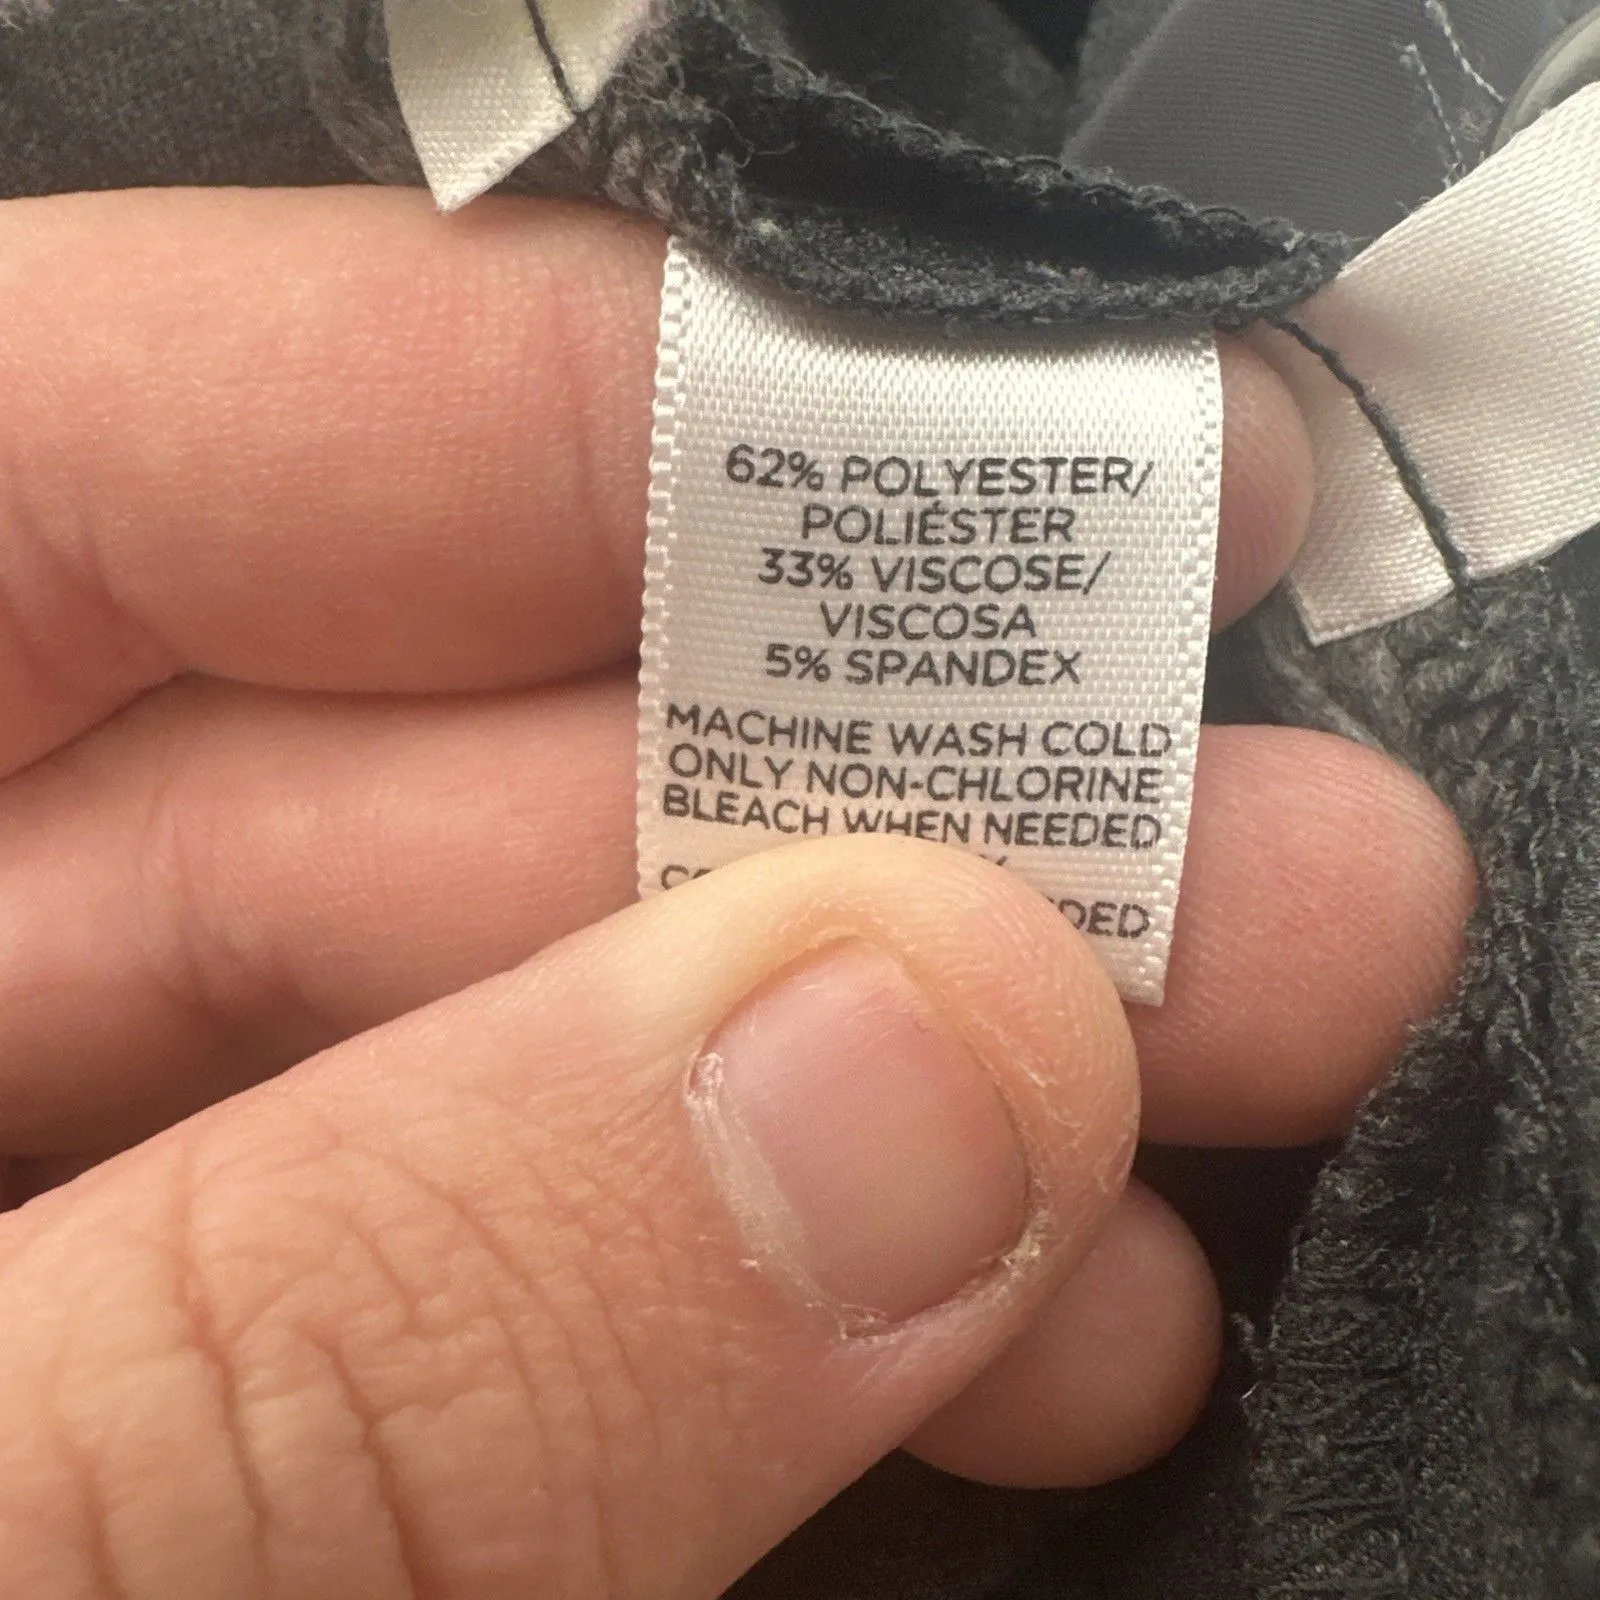 62% POLYESTER/
POLIÉSTER
33% VISCOSE/
VISCOSA
5% SPANDEX
MACHINE WASH COLD
ONLY NON-CHLORINE
BLEACH WHEN NEEDED